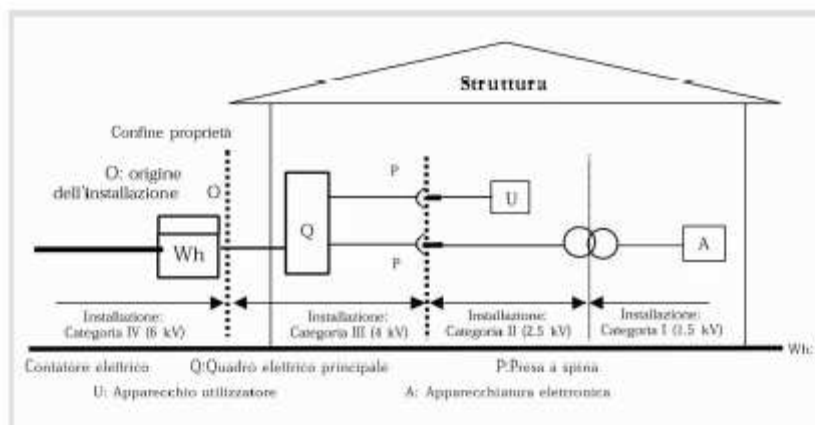 Struttura
Confine proprietà
O: origine
dell'installazione
O
P
U
Wh
Q
A
P
Installazione:
Categoria IV (6 kV)
Installazione:
Categoria III (4 kV)
Installazione:
Categoria II (2.5 kV)
Installazione:
Categoria I (1.5 kV)
Wh:
Contatore elettrico
Q:Quadro elettrico principale
P:Presa a spina
U: Apparecchio utilizzatore
A: Apparecchiatura elettronica